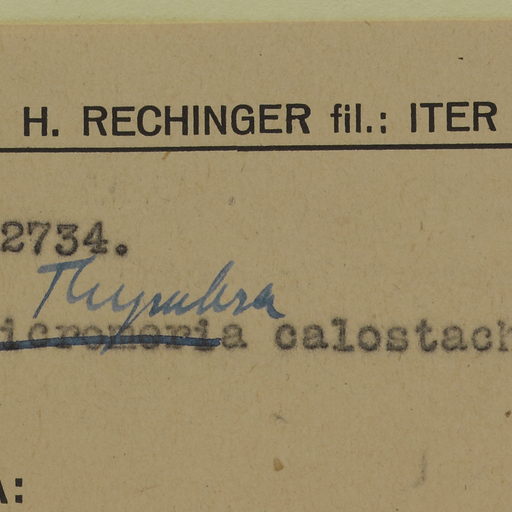 H. RECHINGER fil.: ITER
2734.
Thymbra
icromeria calostach
A: